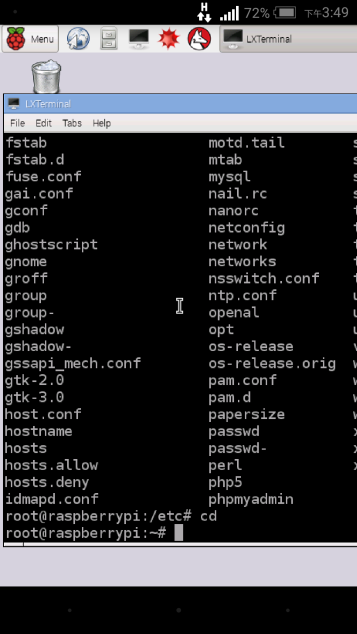 H 72% 下午3:49
Menu LXTerminal
LXTerminal
File Edit Tabs Help
fstab motd.tail s
fstab.d mtab s
fuse.conf mysql s
gai.conf nail.rc s
gconf nanorc t
gdb netconfig t
ghostscript network t
gnome networks t
groff nsswitch.conf t
group ntp.conf u
group- openal u
gshadow opt u
gshadow- os-release v
gssapi_mech.conf os-release.orig w
gtk-2.0 pam.conf w
gtk-3.0 pam.d w
host.conf papersize w
hostname passwd x
hosts passwd- x
hosts.allow perl x
hosts.deny php5
idmapd.conf phpmyadmin
root@raspberrypi:/etc# cd
root@raspberrypi:~#